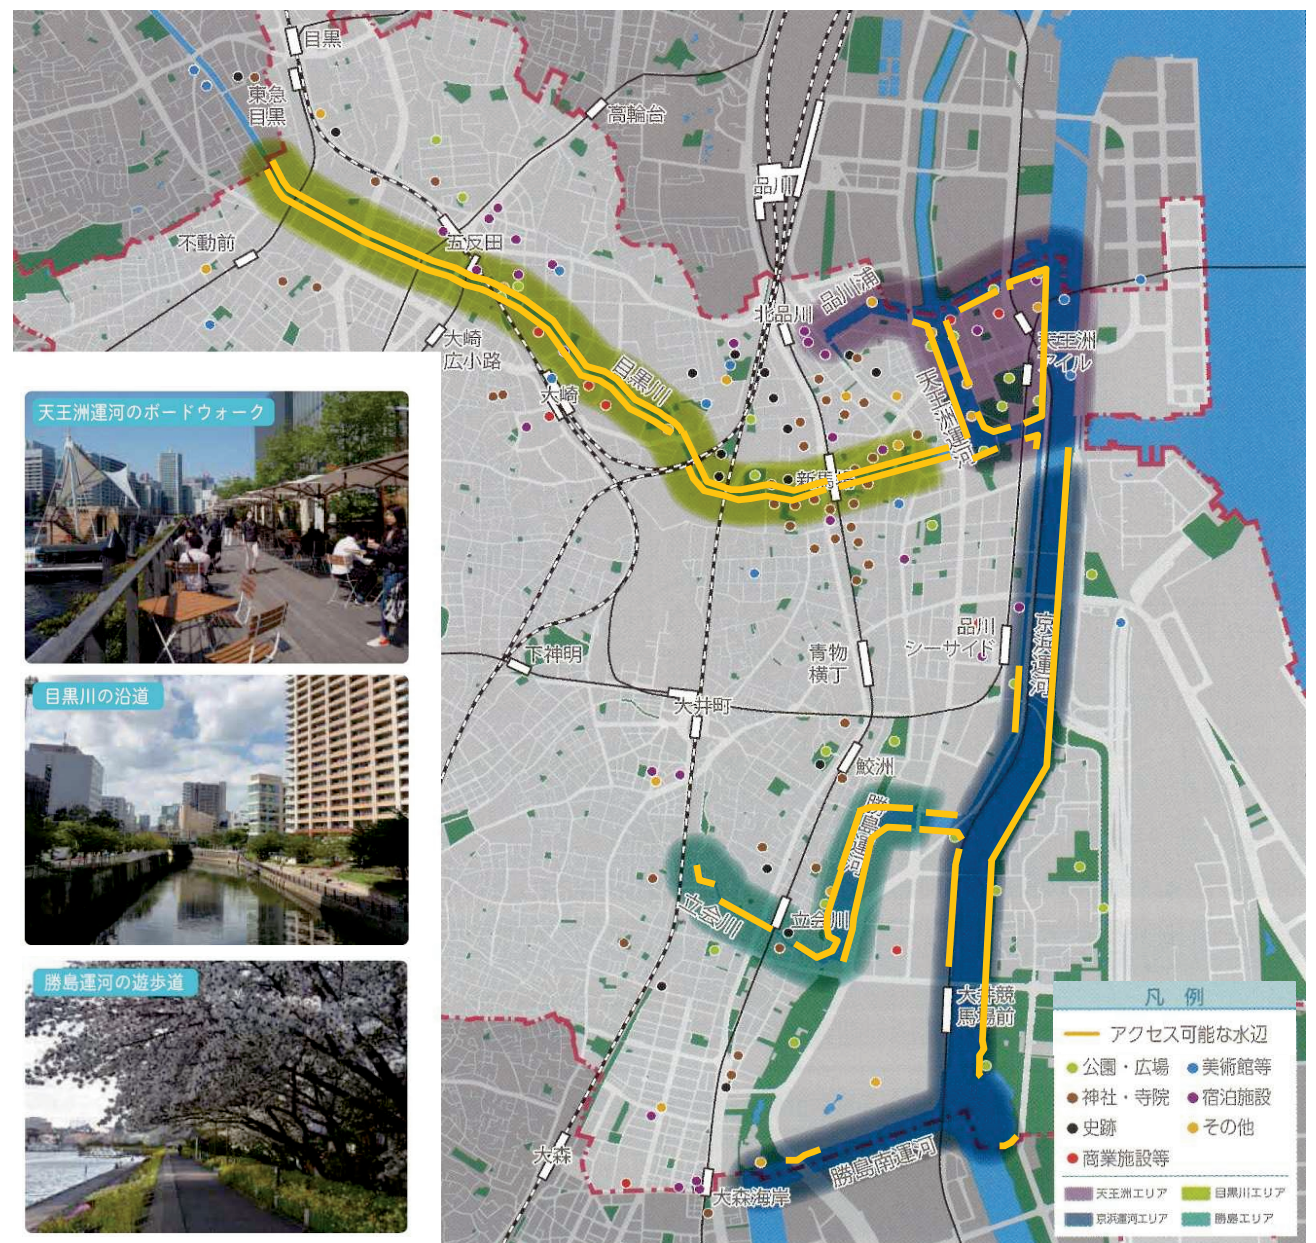 目黒
東急
目黒
高輪台
品川
不動前
五反田
大崎
広小路
大崎
目黒川
北品川
品川浦
天王洲
アイル
天王洲運河
新馬場
天王洲運河のボードウォーク
目黒川の沿道
勝島運河の遊歩道
下神明
大井町
青物
横丁
品川
シーサイド
京浜運河
鮫洲
勝島運河
立会川
立会川
大井競
馬場前
大森
大森海岸
勝島南運河
凡 例
アクセス可能な水辺
公園・広場
美術館等
神社・寺院
宿泊施設
史跡
その他
商業施設等
天王洲エリア
目黒川エリア
京浜運河エリア
勝島エリア